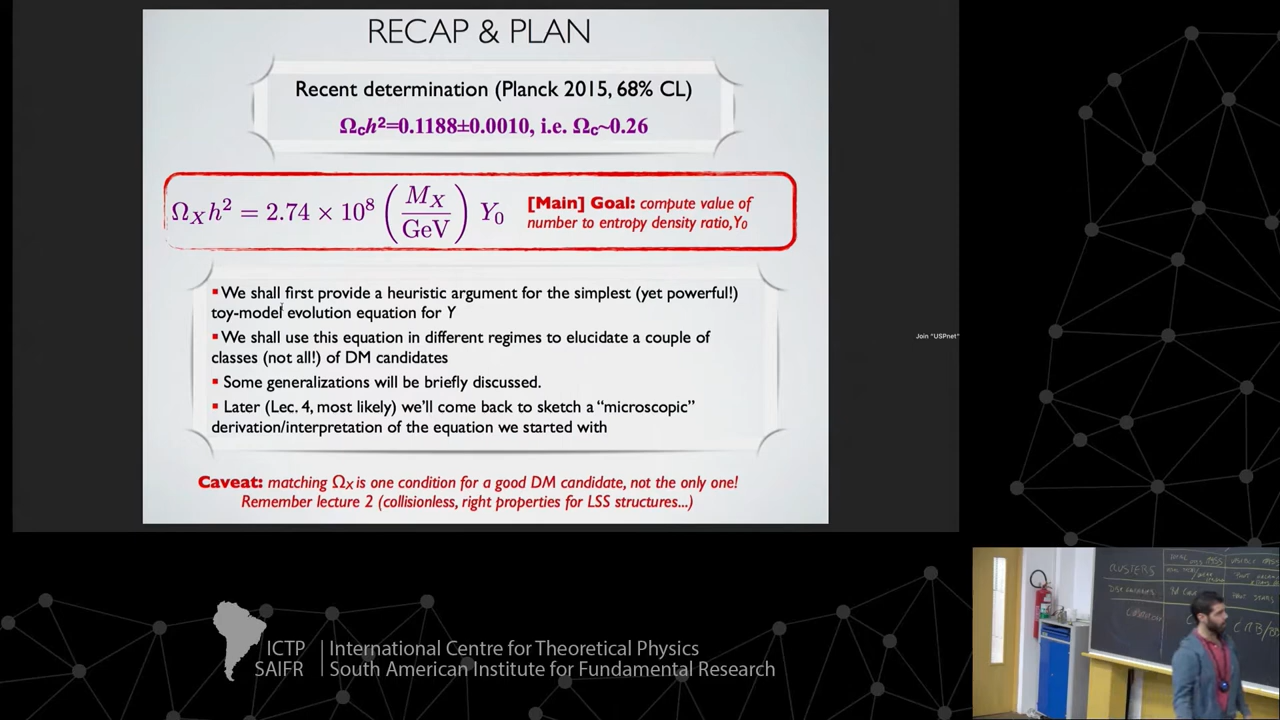 RECAP & PLAN
Recent determination (Planck 2015, 68% CL)
Ωch²=0.1188±0.0010, i.e. Ωc~0.26
Ω_X h² = 2.74 × 10⁸ (M_X / GeV) Y₀
[Main] Goal: compute value of
number to entropy density ratio,Y₀
▪ We shall first provide a heuristic argument for the simplest (yet powerful!)
toy-model evolution equation for Y
▪ We shall use this equation in different regimes to elucidate a couple of
classes (not all!) of DM candidates
▪ Some generalizations will be briefly discussed.
▪ Later (Lec. 4, most likely) we'll come back to sketch a “microscopic”
derivation/interpretation of the equation we started with
Caveat: matching Ωx is one condition for a good DM candidate, not the only one!
Remember lecture 2 (collisionless, right properties for LSS structures...)
Join "USPnet"
CLUSTERS
ICTP
SAIFR
International Centre for Theoretical Physics
South American Institute for Fundamental Research